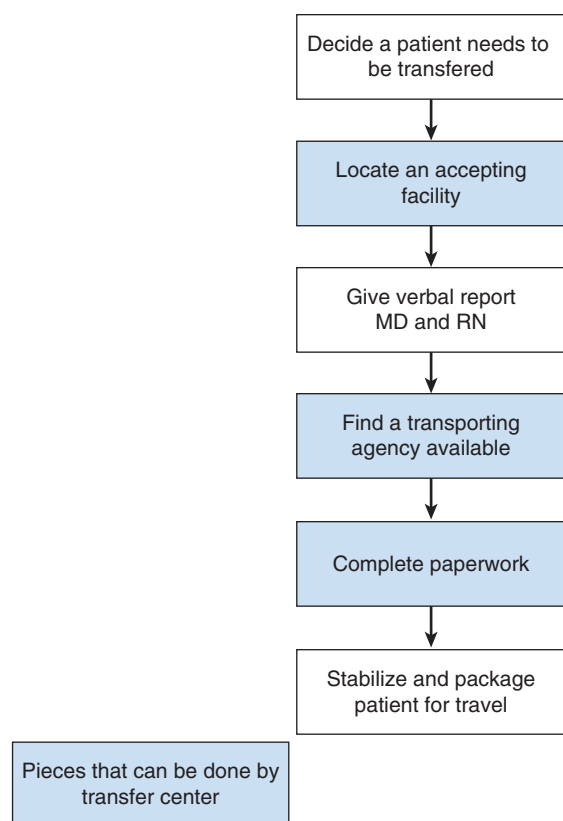 Decide a patient needs to
be transfered
Locate an accepting
facility
Give verbal report
MD and RN
Find a transporting
agency available
Complete paperwork
Stabilize and package
patient for travel
Pieces that can be done by
transfer center